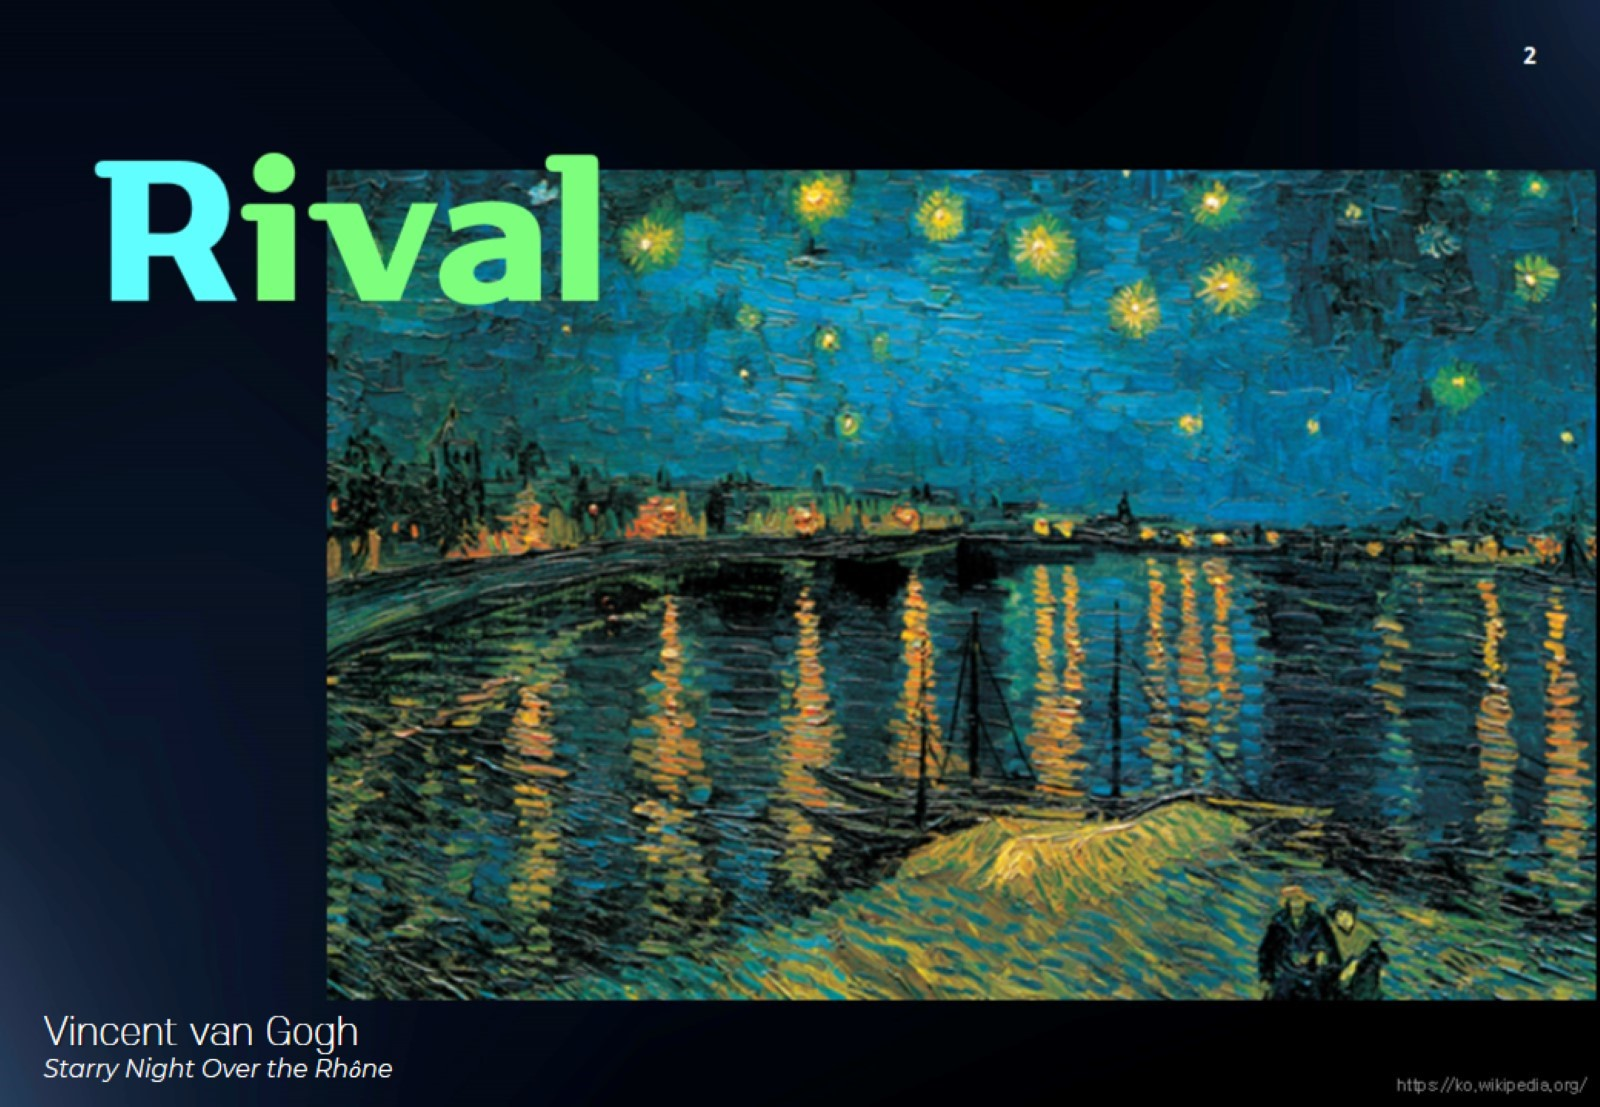 2
Rival
Vincent van Gogh
Starry Night Over the Rhône
https://ko.wikipedia.org/